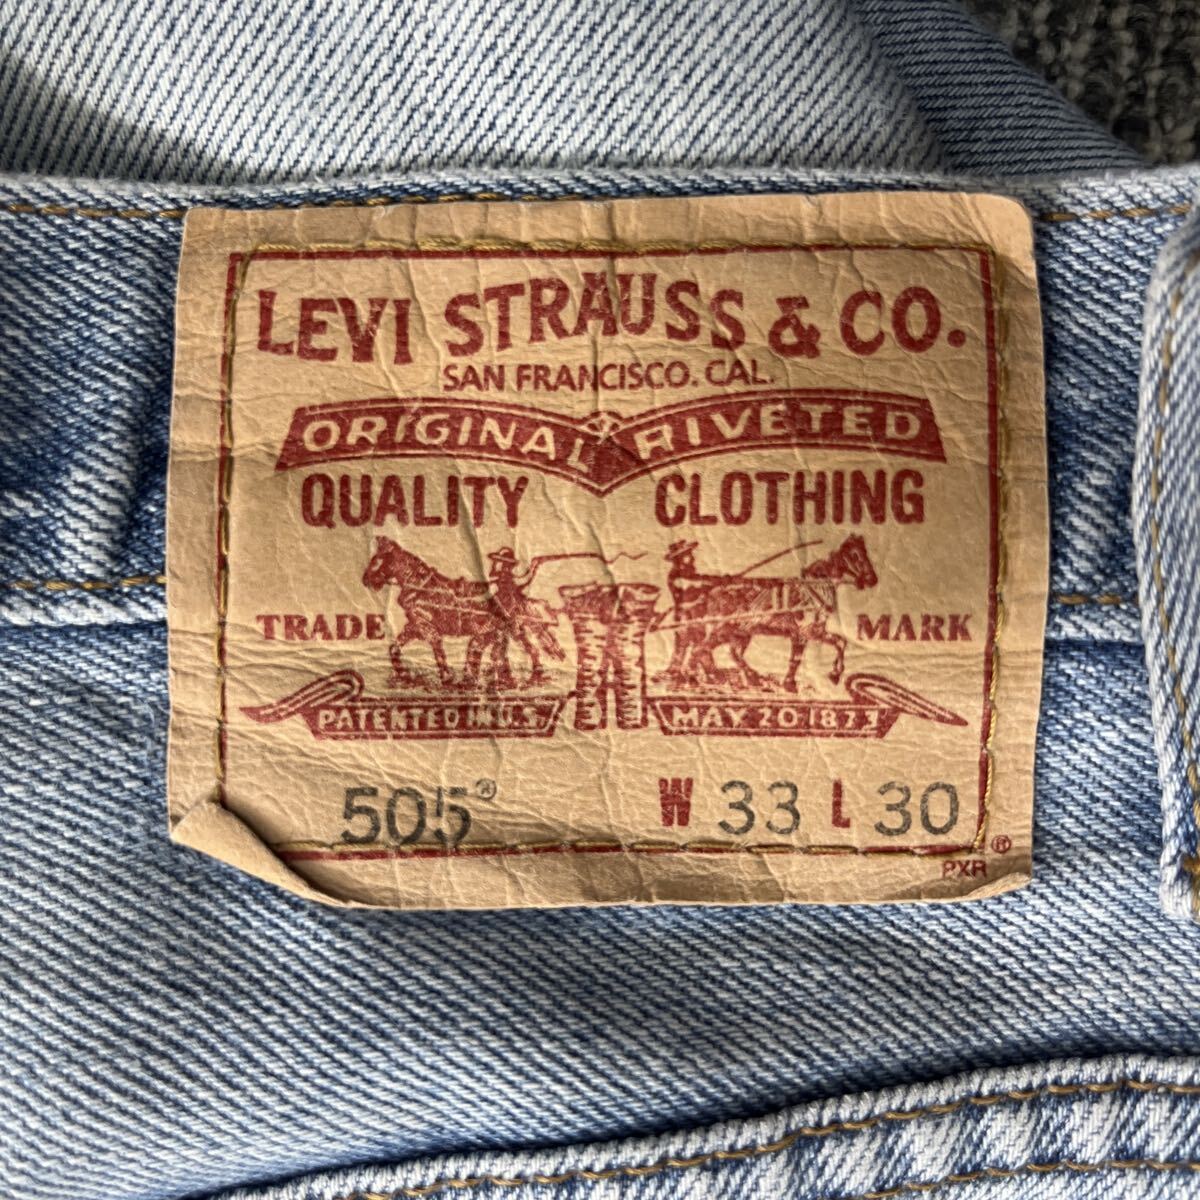 LEVI STRAUSS & CO.
SAN FRANCISCO. CAL.
ORIGINAL RIVETED
QUALITY CLOTHING
TRADE MARK
PATENTED IN U.S. MAY 20 1873
505® W 33 L 30
®
PXR